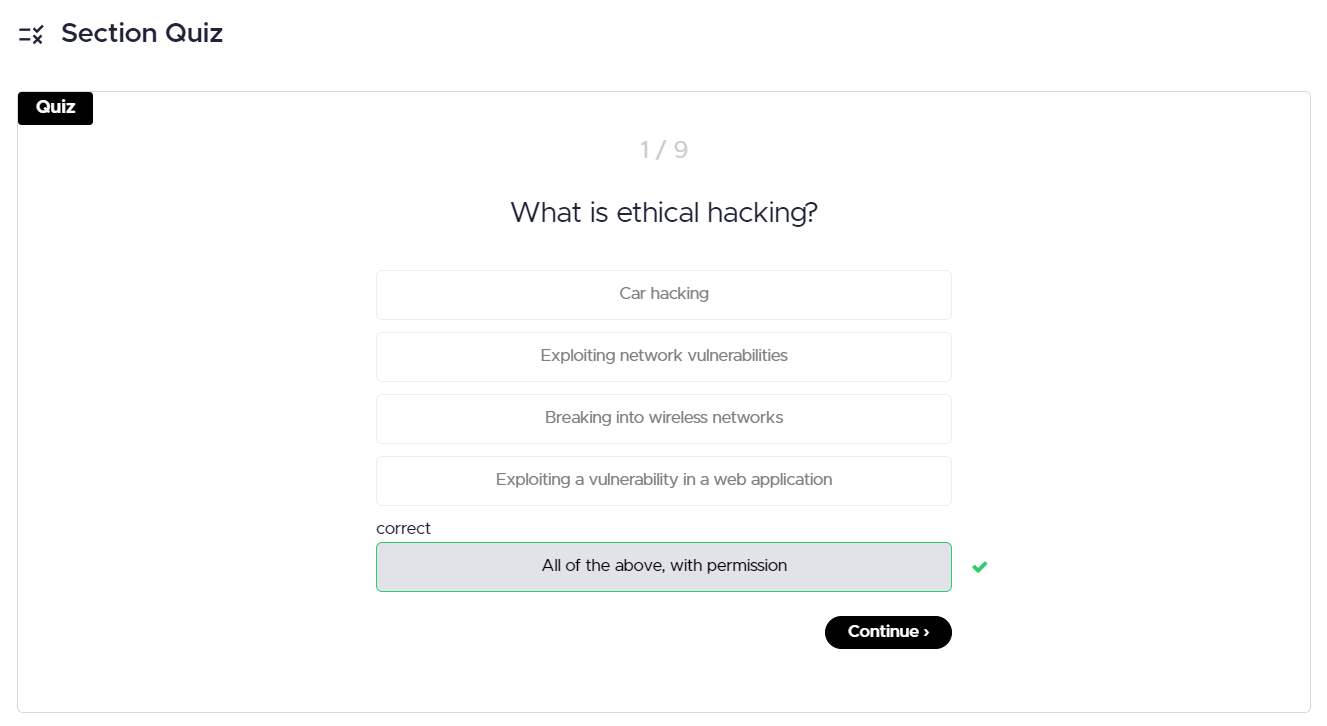 Section Quiz
Quiz
1 / 9
What is ethical hacking?
Car hacking
Exploiting network vulnerabilities
Breaking into wireless networks
Exploiting a vulnerability in a web application
correct
All of the above, with permission
Continue ›